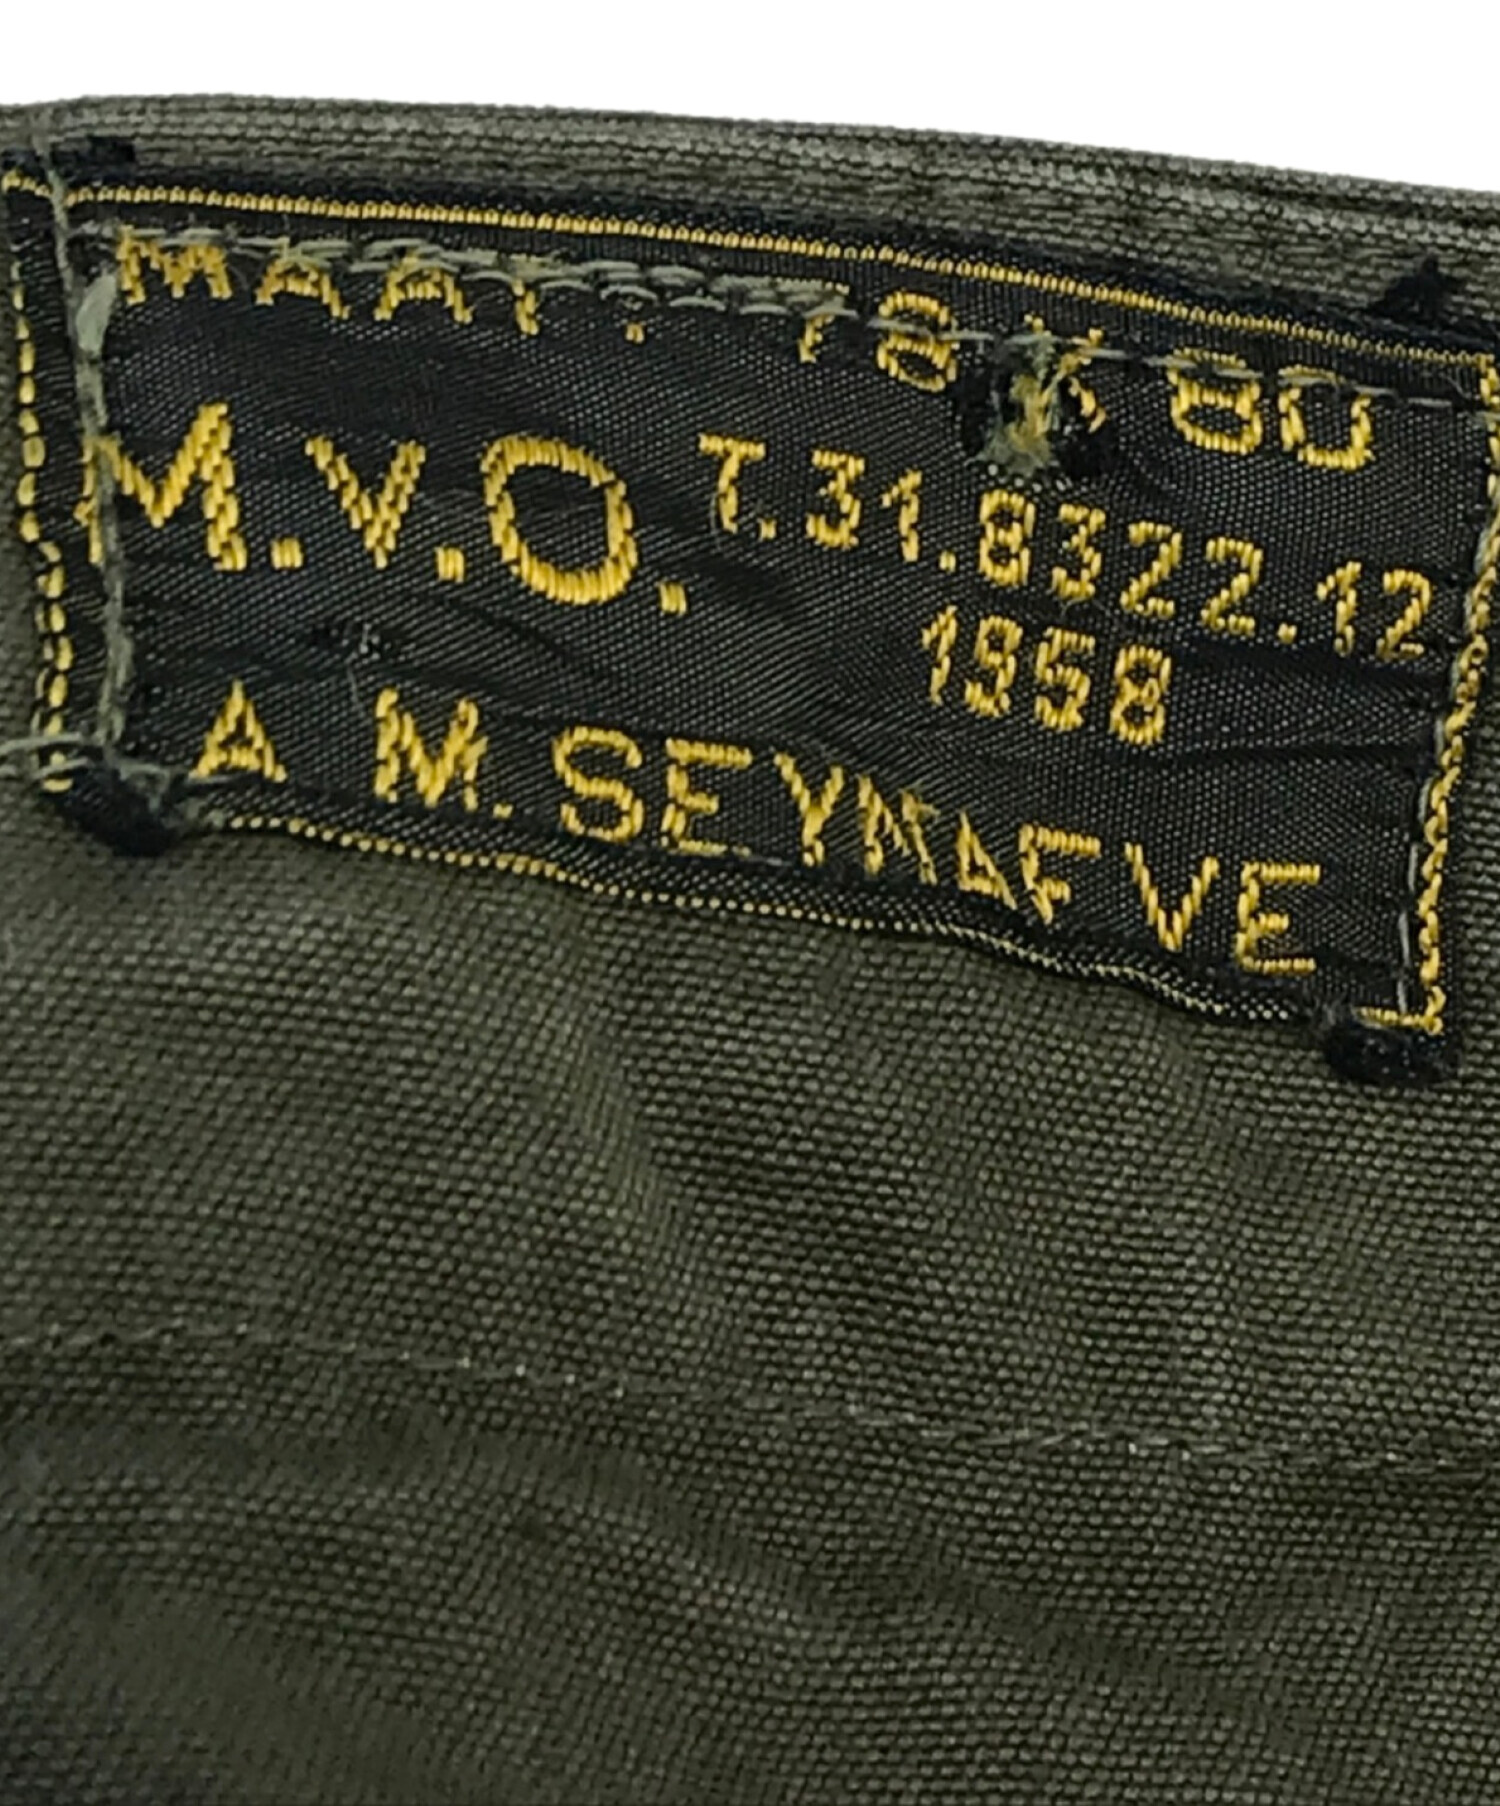 MAAT. 78 X 80
M.V.O. T.31.8322.12
1958
A M. SEYNAEVE